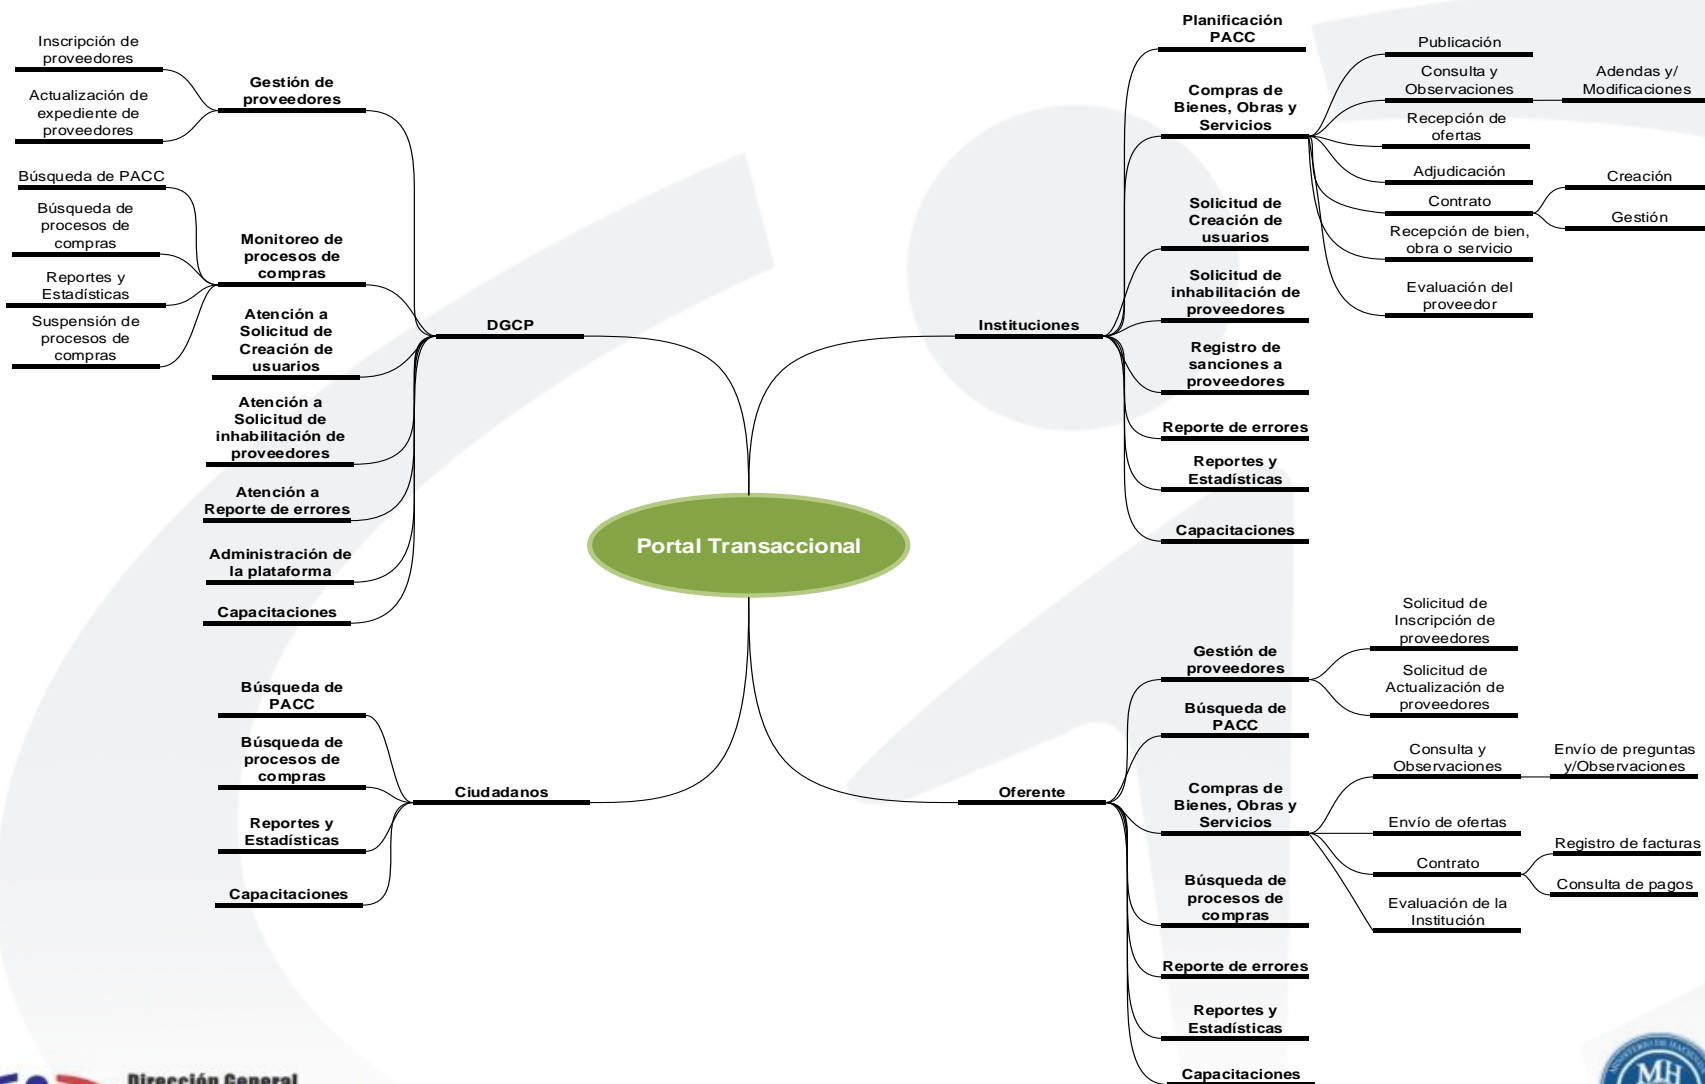 Inscripción de
proveedores
Actualización de
expediente de
proveedores
Gestión de
proveedores
Búsqueda de PACC
Búsqueda de
procesos de
compras
Reportes y
Estadísticas
Suspensión de
procesos de
compras
Monitoreo de
procesos de
compras
Atención a
Solicitud de
Creación de
usuarios
Atención a
Solicitud de
inhabilitación de
proveedores
Atención a
Reporte de errores
Administración de
la plataforma
Capacitaciones
DGCP
Planificación
PACC
Compras de
Bienes, Obras y
Servicios
Publicación
Consulta y
Observaciones
Adendas y/
Modificaciones
Recepción de
ofertas
Adjudicación
Contrato
Creación
Gestión
Recepción de bien,
obra o servicio
Evaluación del
proveedor
Solicitud de
Creación de
usuarios
Solicitud de
inhabilitación de
proveedores
Instituciones
Registro de
sanciones a
proveedores
Reporte de errores
Reportes y
Estadísticas
Capacitaciones
Portal Transaccional
Búsqueda de
PACC
Búsqueda de
procesos de
compras
Ciudadanos
Reportes y
Estadísticas
Capacitaciones
Gestión de
proveedores
Solicitud de
Inscripción de
proveedores
Solicitud de
Actualización de
proveedores
Búsqueda de
PACC
Oferente
Compras de
Bienes, Obras y
Servicios
Consulta y
Observaciones
Envío de preguntas
y/Observaciones
Envío de ofertas
Contrato
Registro de facturas
Consulta de pagos
Evaluación de la
Institución
Búsqueda de
procesos de
compras
Reporte de errores
Reportes y
Estadísticas
Capacitaciones
Dirección General
MH